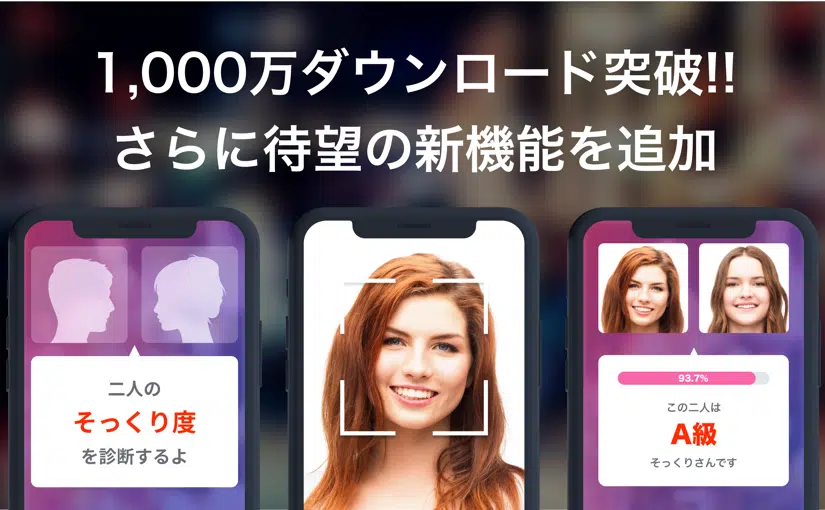 1,000万ダウンロード突破!!
さらに待望の新機能を追加
二人の
そっくり度
を診断するよ
93.7%
この二人は
A級
そっくりさんです